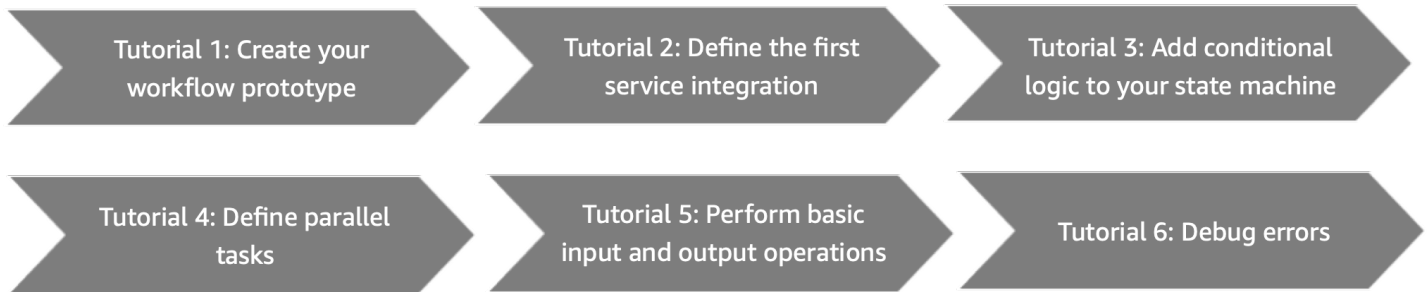 Tutorial 1: Create your
workflow prototype
Tutorial 2: Define the first
service integration
Tutorial 3: Add conditional
logic to your state machine
Tutorial 4: Define parallel
tasks
Tutorial 5: Perform basic
input and output operations
Tutorial 6: Debug errors